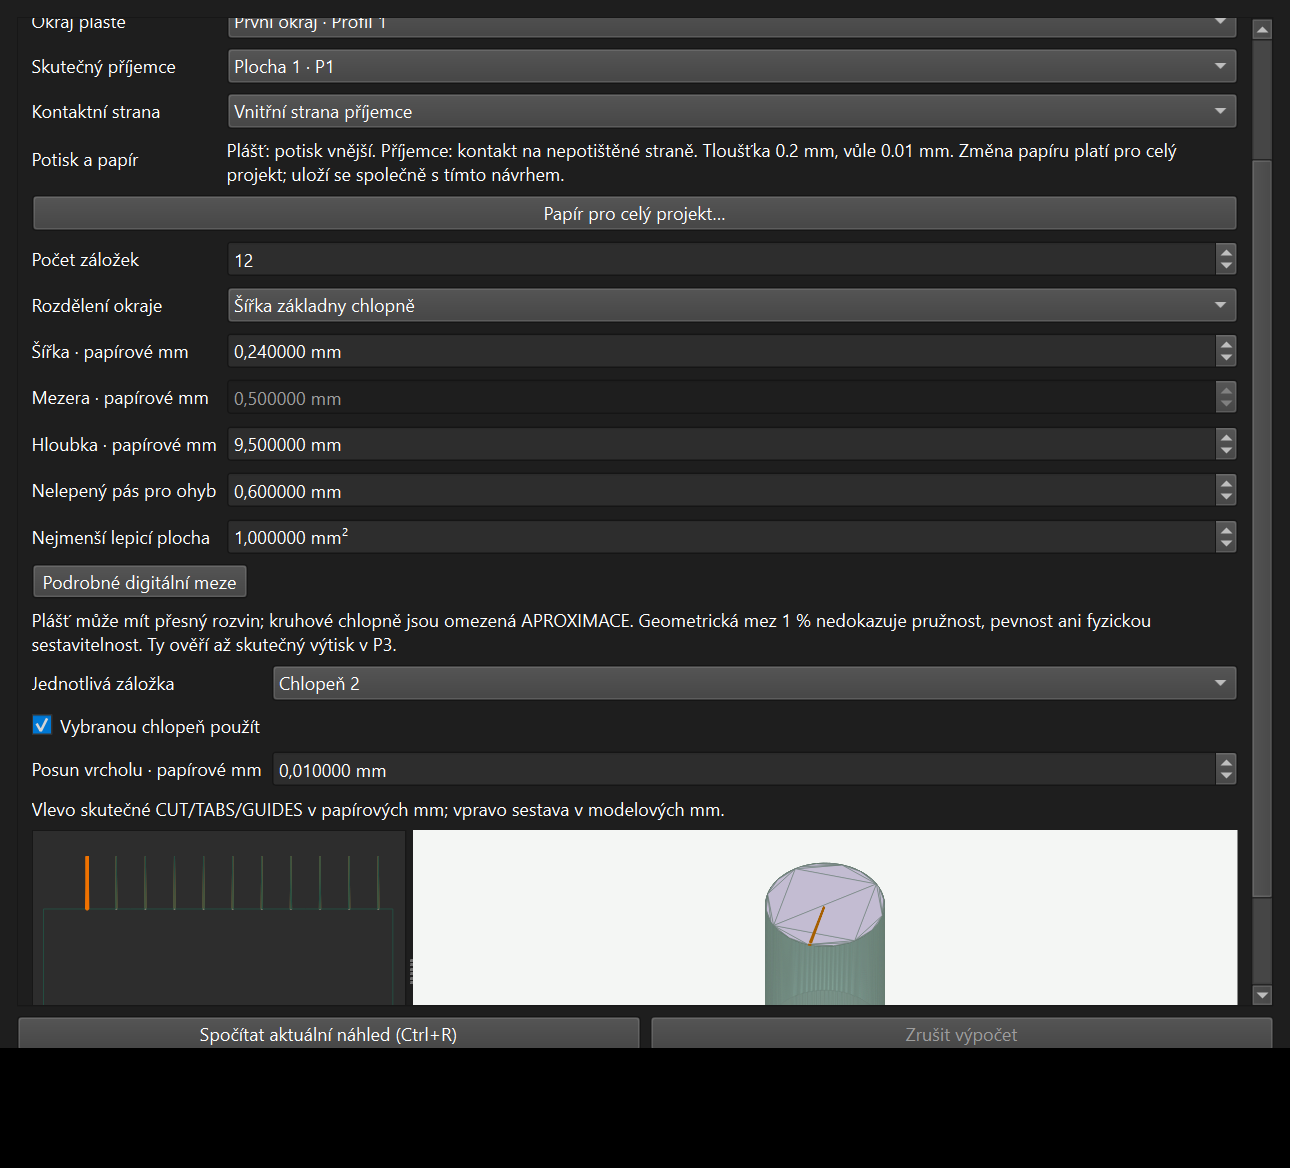 Okraj pláště
První okraj · Profil 1
Skutečný příjemce
Plocha 1 · P1
Kontaktní strana
Vnitřní strana příjemce
Potisk a papír
Plášť: potisk vnější. Příjemce: kontakt na nepotištěné straně. Tloušťka 0.2 mm, vůle 0.01 mm. Změna papíru platí pro celý
projekt; uloží se společně s tímto návrhem.
Papír pro celý projekt...
Počet záložek
12
Rozdělení okraje
Šířka základny chlopně
Šířka · papírové mm
0,240000 mm
Mezera · papírové mm
0,500000 mm
Hloubka · papírové mm
9,500000 mm
Nelepený pás pro ohyb
0,600000 mm
Nejmenší lepicí plocha
1,000000 mm²
Podrobné digitální meze
Plášť může mít přesný rozvin; kruhové chlopně jsou omezená APROXIMACE. Geometrická mez 1 % nedokazuje pružnost, pevnost ani fyzickou
sestavitelnost. Ty ověří až skutečný výtisk v P3.
Jednotlivá záložka
Chlopeň 2
Vybranou chlopeň použít
Posun vrcholu · papírové mm
0,010000 mm
Vlevo skutečné CUT/TABS/GUIDES v papírových mm; vpravo sestava v modelových mm.
Spočítat aktuální náhled (Ctrl+R)
Zrušit výpočet